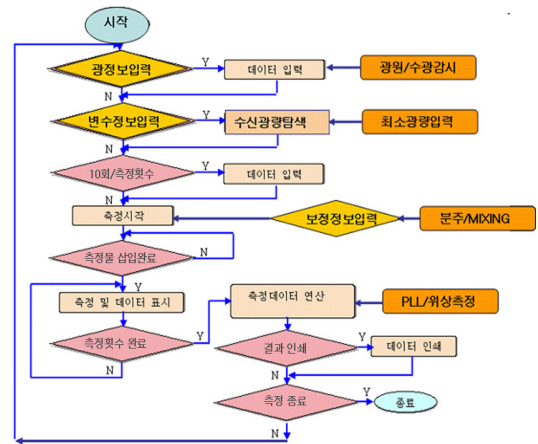 시작
광정보입력
Y
데이터 입력
광원/수광감시
N
변수정보입력
Y
수신광량탐색
최소광량입력
N
10회/측정횟수
Y
데이터 입력
N
측정시작
보정정보입력
분주/MIXING
측정물 삽입완료
N
Y
측정 및 데이터 표시
측정데이터 연산
PLL/위상측정
측정횟수 완료
Y
N
결과 인쇄
Y
데이터 인쇄
N
측정 종료
Y
종료
N